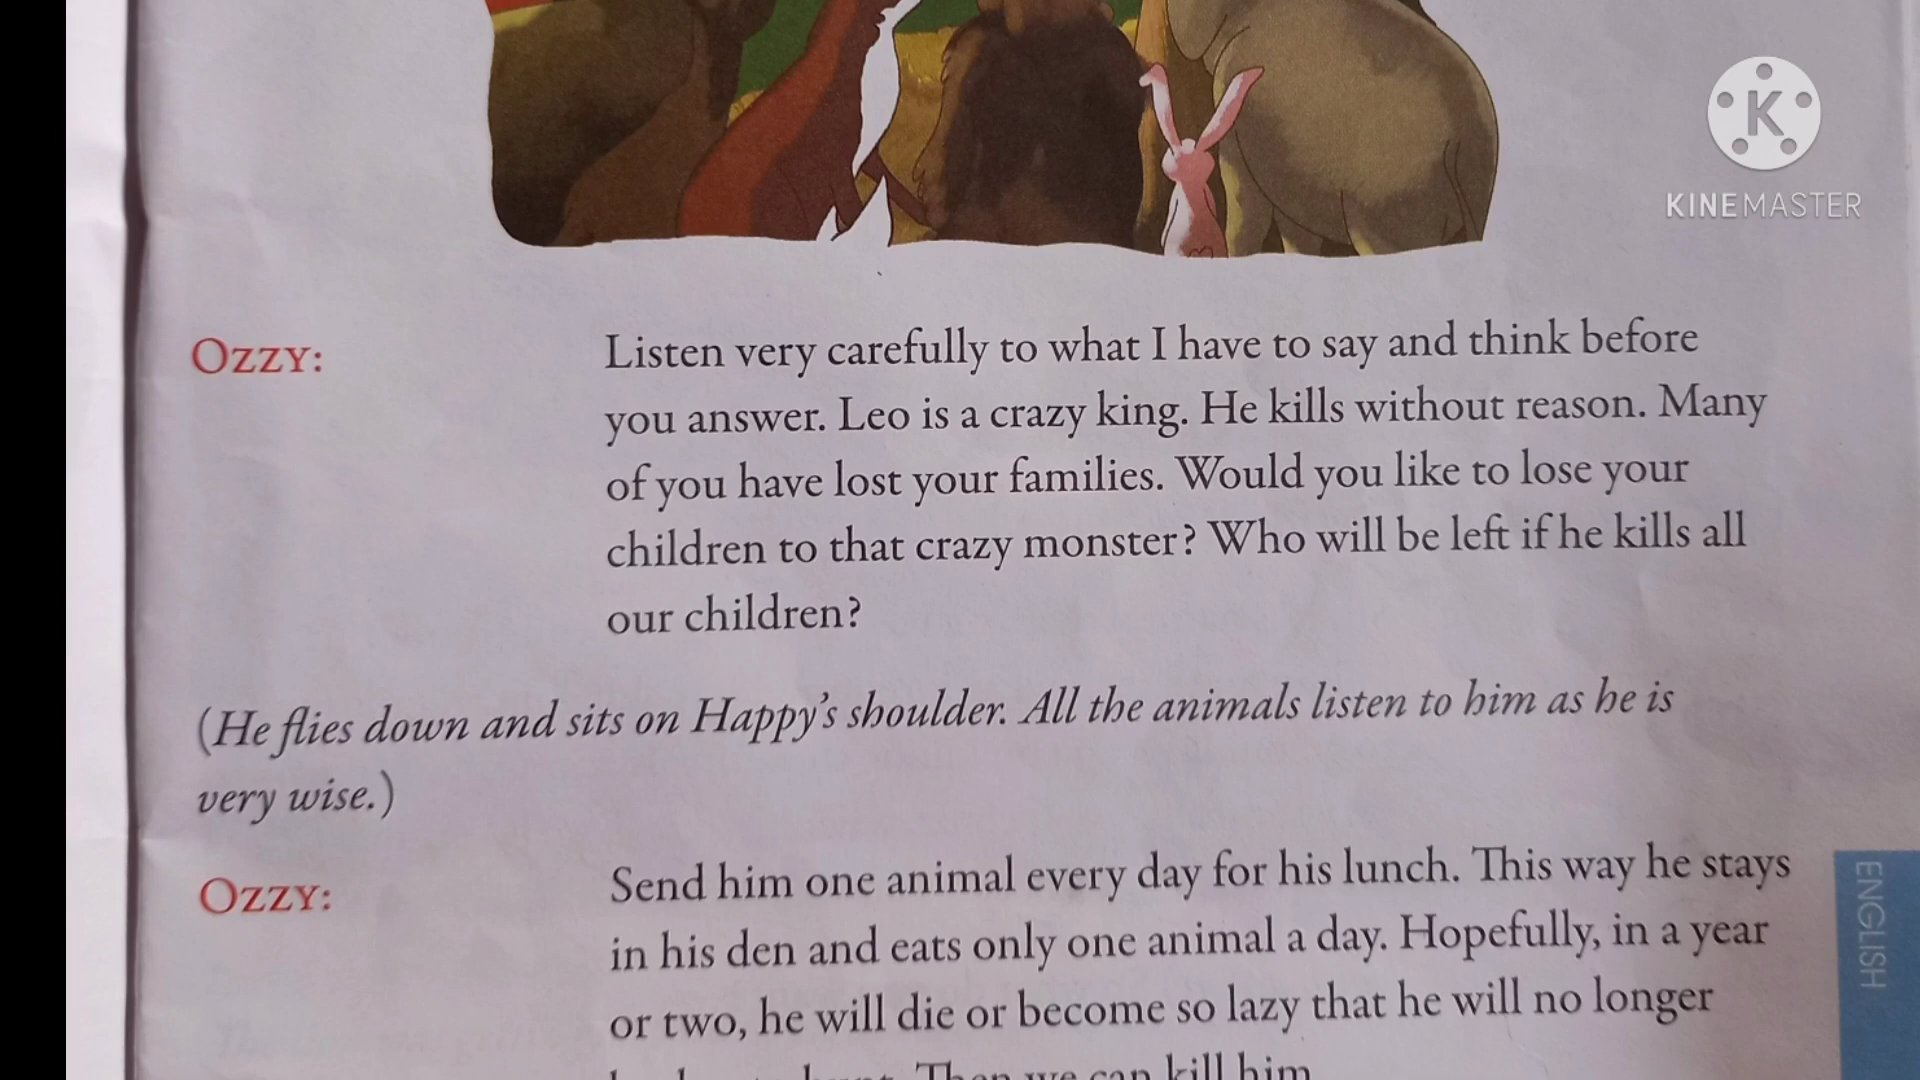 K
KINEMASTER
OZZY: Listen very carefully to what I have to say and think before
you answer. Leo is a crazy king. He kills without reason. Many
of you have lost your families. Would you like to lose your
children to that crazy monster? Who will be left if he kills all
our children?
(He flies down and sits on Happy's shoulder. All the animals listen to him as he is
very wise.)
OZZY: Send him one animal every day for his lunch. This way he stays
in his den and eats only one animal a day. Hopefully, in a year
or two, he will die or become so lazy that he will no longer
Then we can kill him
ENGLISH